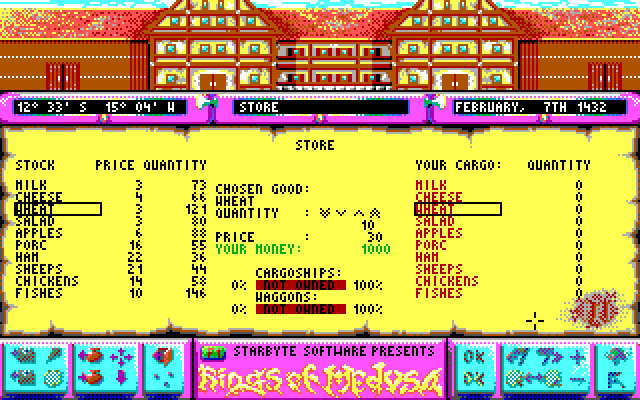 12° 33' S 15° 04' W STORE FEBRUARY, 7TH 1432
STORE
STOCK PRICE QUANTITY YOUR CARGO: QUANTITY
MILK 3 73 MILK 0
CHEESE 4 66 CHEESE 0
WHEAT 3 121 WHEAT 0
SALAD 3 80 SALAD 0
APPLES 6 88 APPLES 0
PORC 16 55 PORC 0
HAM 22 36 HAM 0
SHEEPS 21 44 SHEEPS 0
CHICKENS 14 58 CHICKENS 0
FISHES 10 146 FISHES 0
CHOSEN GOOD:
WHEAT
QUANTITY :
10
PRICE : 30
YOUR MONEY: 1000
CARGOSHIPS:
0% NOT OWNED 100%
WAGGONS:
0% NOT OWNED 100%
STARBYTE SOFTWARE PRESENTS
Rings of Medusa
OK
OK